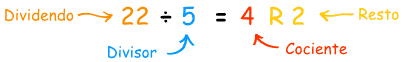 Dividendo 22 ÷ 5 = 4 R 2 Resto
Divisor Cociente